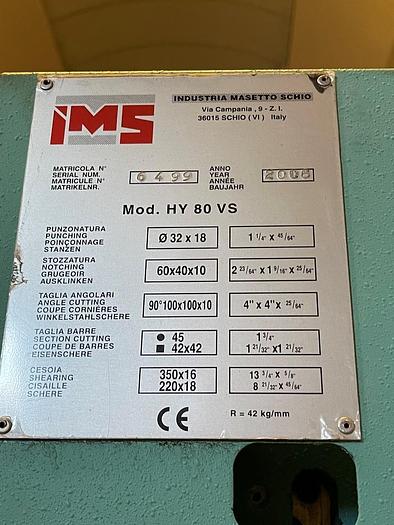 IMS
INDUSTRIA MASETTO SCHIO
Via Campania , 9 - Z. I.
36015 SCHIO ( VI ) Italy
MATRICOLA N°
SERIAL NUM.
MATRICULE N°
MATRIKELNR.
6499
ANNO
YEAR
ANNÉE
BAUJAHR
2008
Mod. HY 80 VS
PUNZONATURA
PUNCHING
POINÇONNAGE
STANZEN
Ø 32 x 18
1 1/4" x 45/64"
STOZZATURA
NOTCHING
GRUGEOIR
AUSKLINKEN
60x40x10
2 23/64" x 1 9/16" x 25/64"
TAGLIA ANGOLARI
ANGLE CUTTING
COUPE CORNIÈRES
WINKELSTAHLSCHERE
90°100x100x10
4" x 4" x 25/64"
TAGLIA BARRE
SECTION CUTTING
COUPE DE BARRES
EISENSCHERE
● 45
■ 42x42
1 3/4"
1 21/32" x1 21/32"
CESOIA
SHEARING
CISAILLE
SCHERE
350x16
220x18
13 3/4" x 5/8"
8 21/32" x 45/64"
CE
R = 42 kg/mm